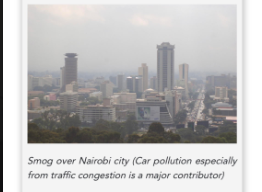 Smog over Nairobi city (Car pollution especially
from traffic congestion is a major contributor)